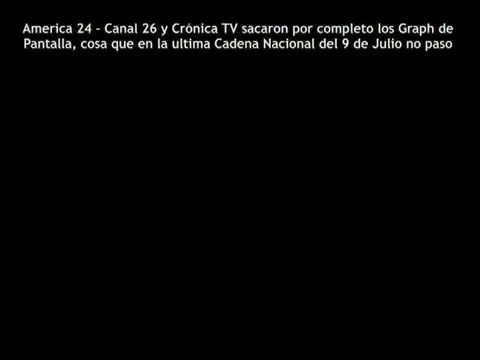 America 24 - Canal 26 y Crónica TV sacaron por completo los Graph de
Pantalla, cosa que en la ultima Cadena Nacional del 9 de Julio no paso